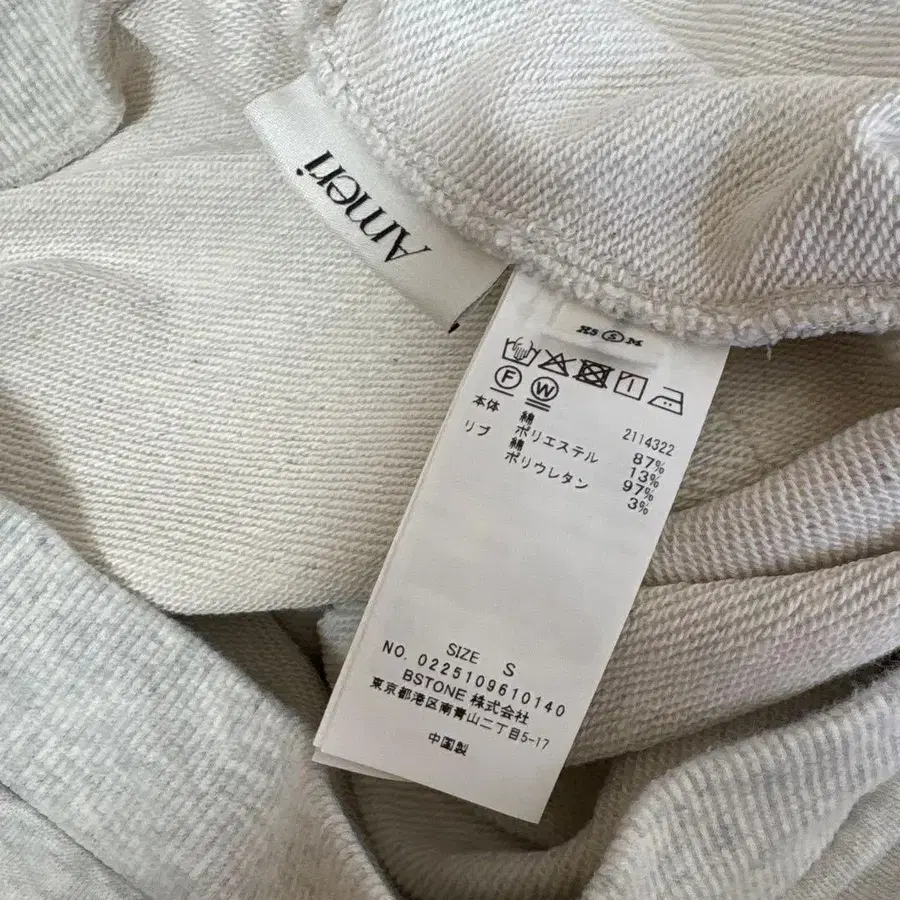 Ameri
XS S M
F W
2114322
本体 綿 87%
ポリエステル 13%
リブ 綿 97%
ポリウレタン 3%
SIZE S
NO. 0225109610140
BSTONE 株式会社
東京都港区南青山二丁目5-17
中国製